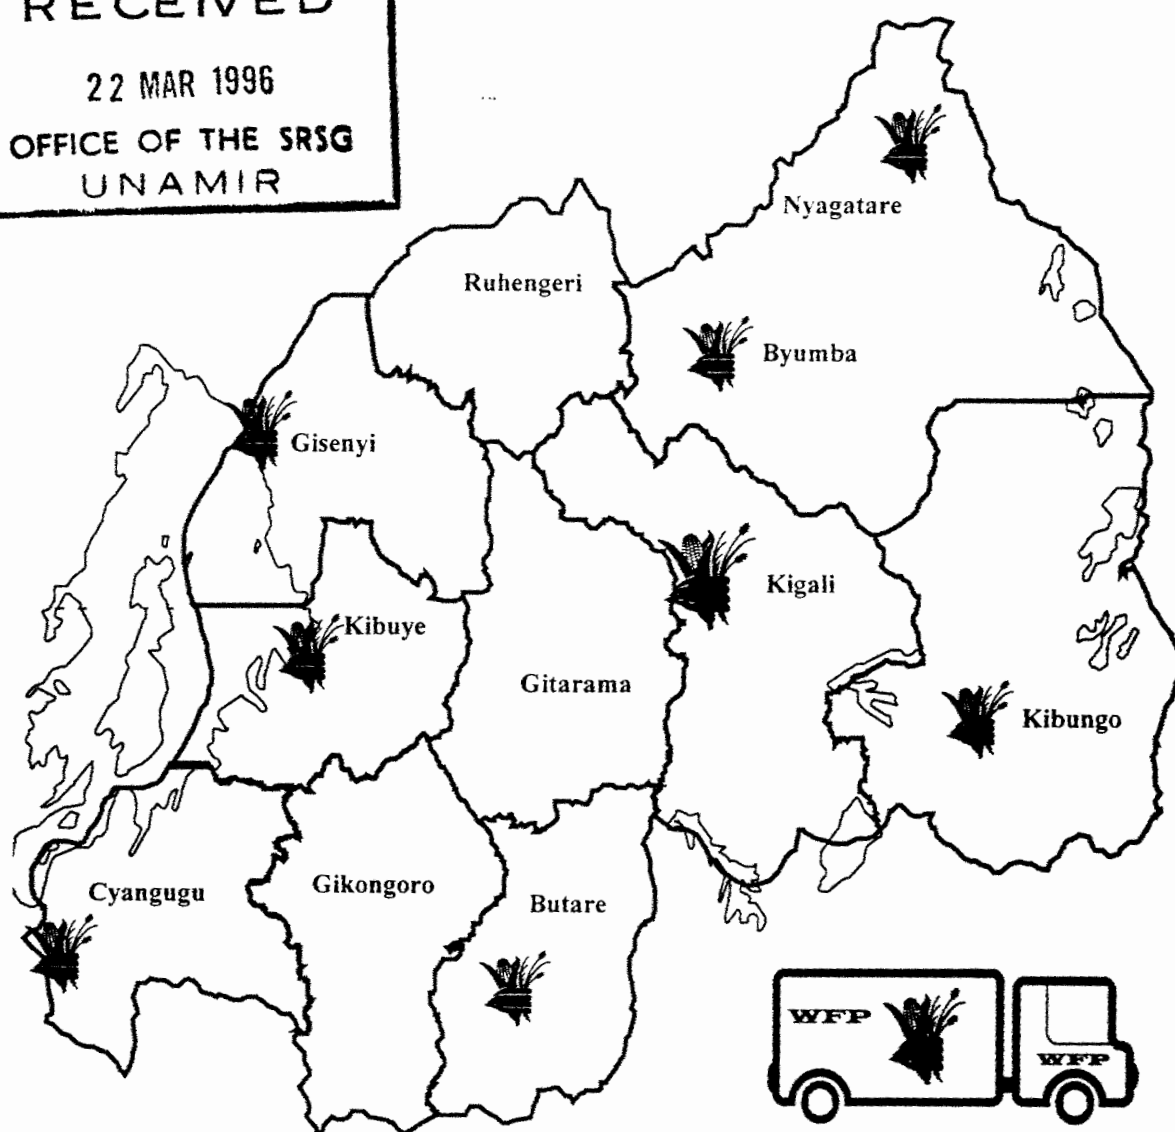 RECEIVED
22 MAR 1996
OFFICE OF THE SRSG
UNAMIR
Nyagatare
Ruhengeri
Byumba
Gisenyi
Kigali
Kibuye
Gitarama
Kibungo
Cyangugu
Gikongoro
Butare
WFP
WFP